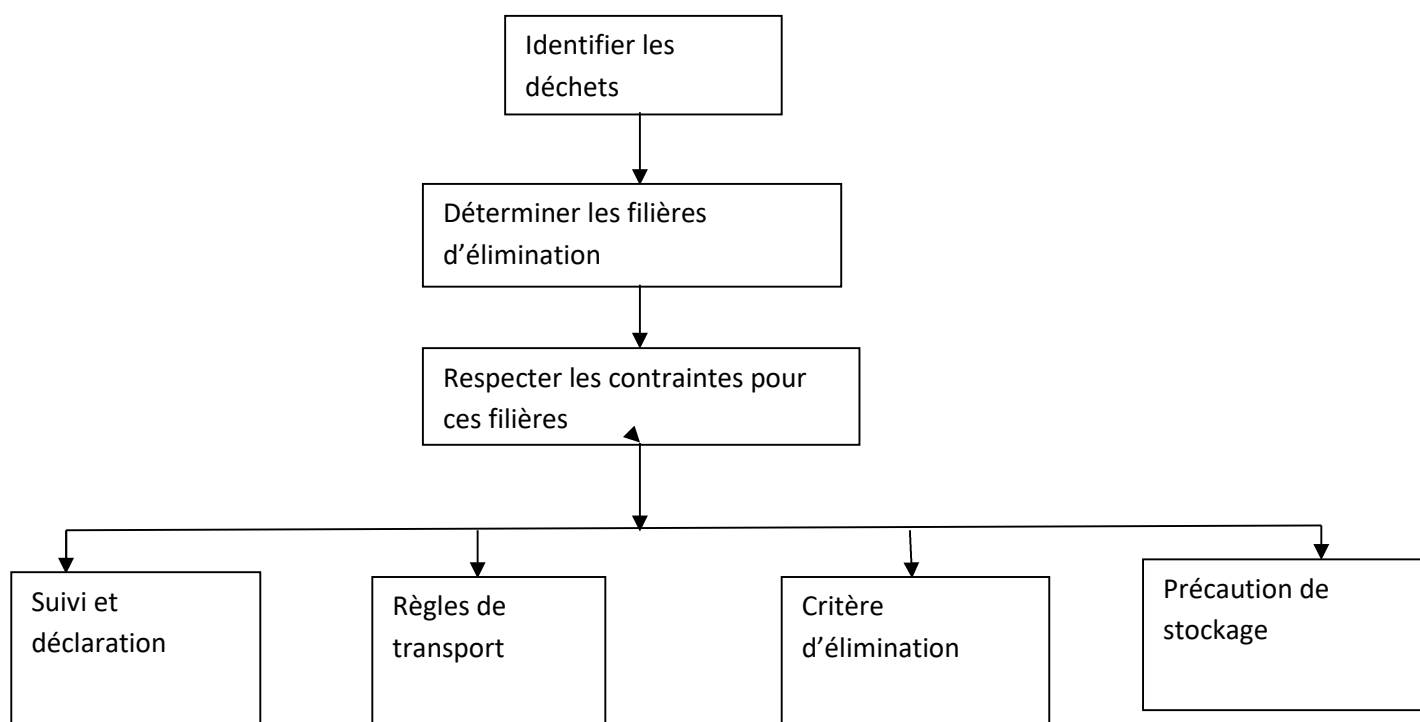 Identifier les
déchets
Déterminer les filières
d’élimination
Respecter les contraintes pour
ces filières
Suivi et
déclaration
Règles de
transport
Critère
d’élimination
Précaution de
stockage